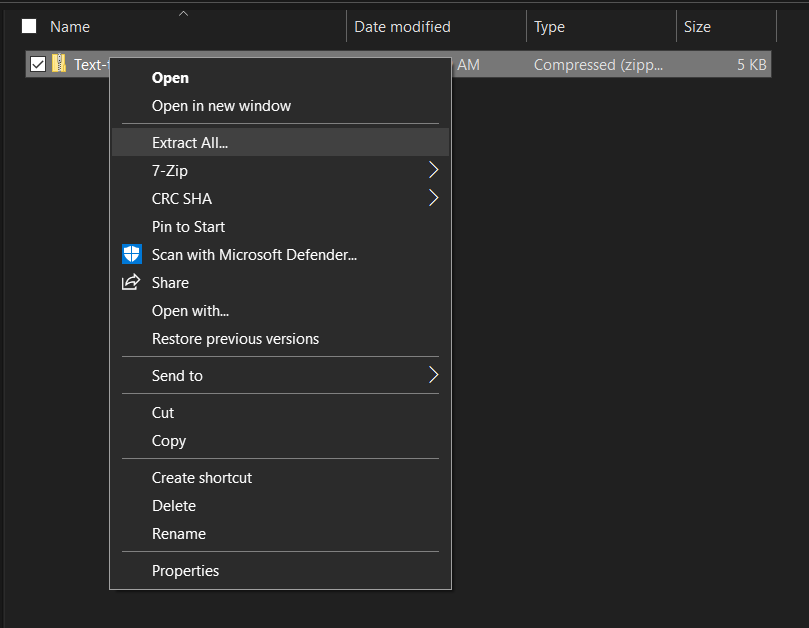 Name Date modified Type Size
Text- AM Compressed (zipp... 5 KB
Open
Open in new window
Extract All...
7-Zip
CRC SHA
Pin to Start
Scan with Microsoft Defender...
Share
Open with...
Restore previous versions
Send to
Cut
Copy
Create shortcut
Delete
Rename
Properties